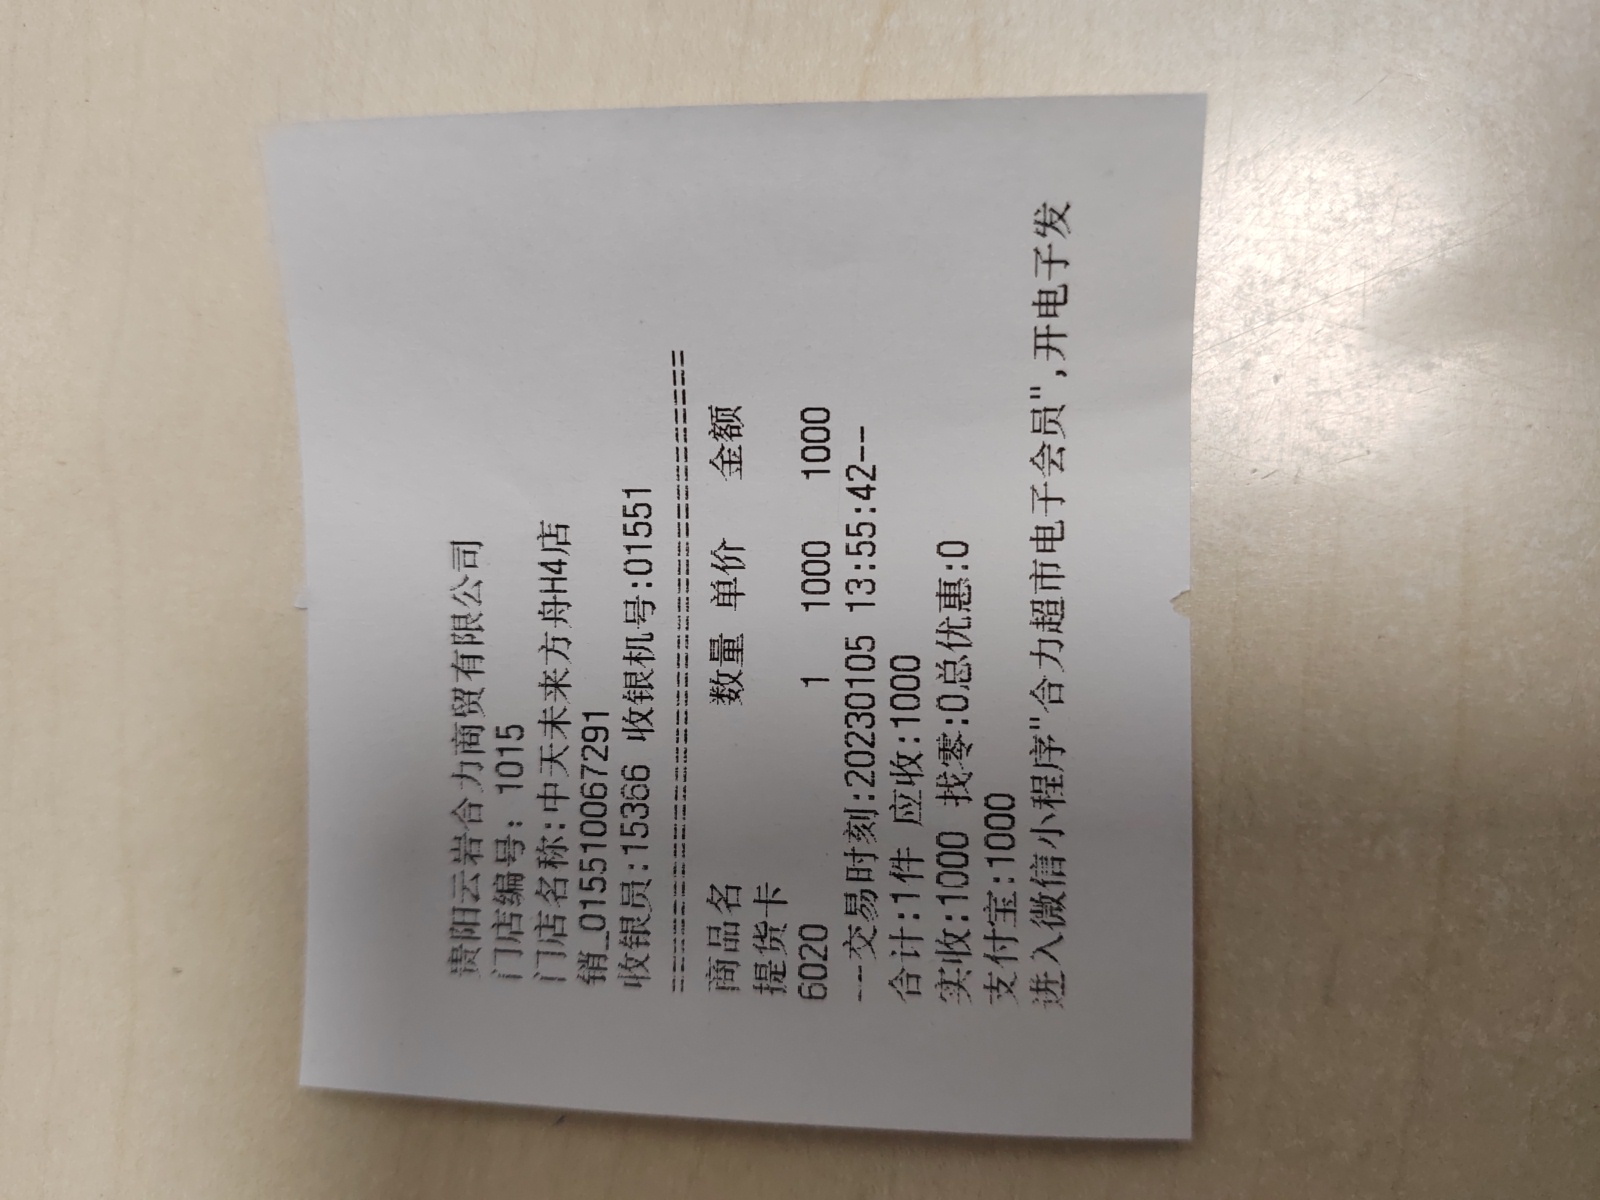 贵阳云岩合力商贸有限公司
门店编号: 1015
门店名称:中天未来方舟H4店
销_015510067291
收银员:15366 收银机号:01551
================================
商品名 数量 单价 金额
提货卡
6020 1 1000 1000
--交易时刻:20230105 13:55:42--
合计:1件 应收:1000
实收:1000 找零:0总优惠:0
支付宝:1000
进入微信小程序"合力超市电子会员",开电子发